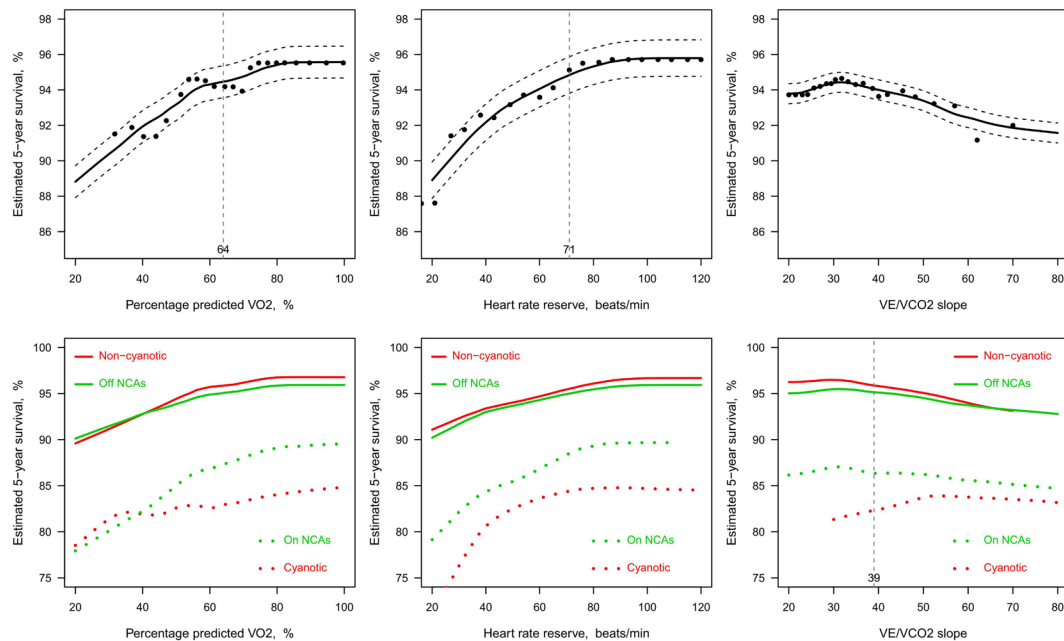 98
96
94
92
90
88
86
Estimated 5−year survival, %
64
20 40 60 80 100
Percentage predicted VO2, %
98
96
94
92
90
88
86
Estimated 5−year survival, %
71
20 40 60 80 100 120
Heart rate reserve, beats/min
98
96
94
92
90
88
86
Estimated 5−year survival, %
20 30 40 50 60 70 80
VE/VCO2 slope
100
95
90
85
80
75
Estimated 5−year survival, %
Non−cyanotic
Off NCAs
On NCAs
Cyanotic
20 40 60 80 100
Percentage predicted VO2, %
100
95
90
85
80
75
Estimated 5−year survival, %
Non−cyanotic
Off NCAs
On NCAs
Cyanotic
20 40 60 80 100 120
Heart rate reserve, beats/min
100
95
90
85
80
75
Estimated 5−year survival, %
Non−cyanotic
Off NCAs
On NCAs
Cyanotic
39
20 30 40 50 60 70 80
VE/VCO2 slope